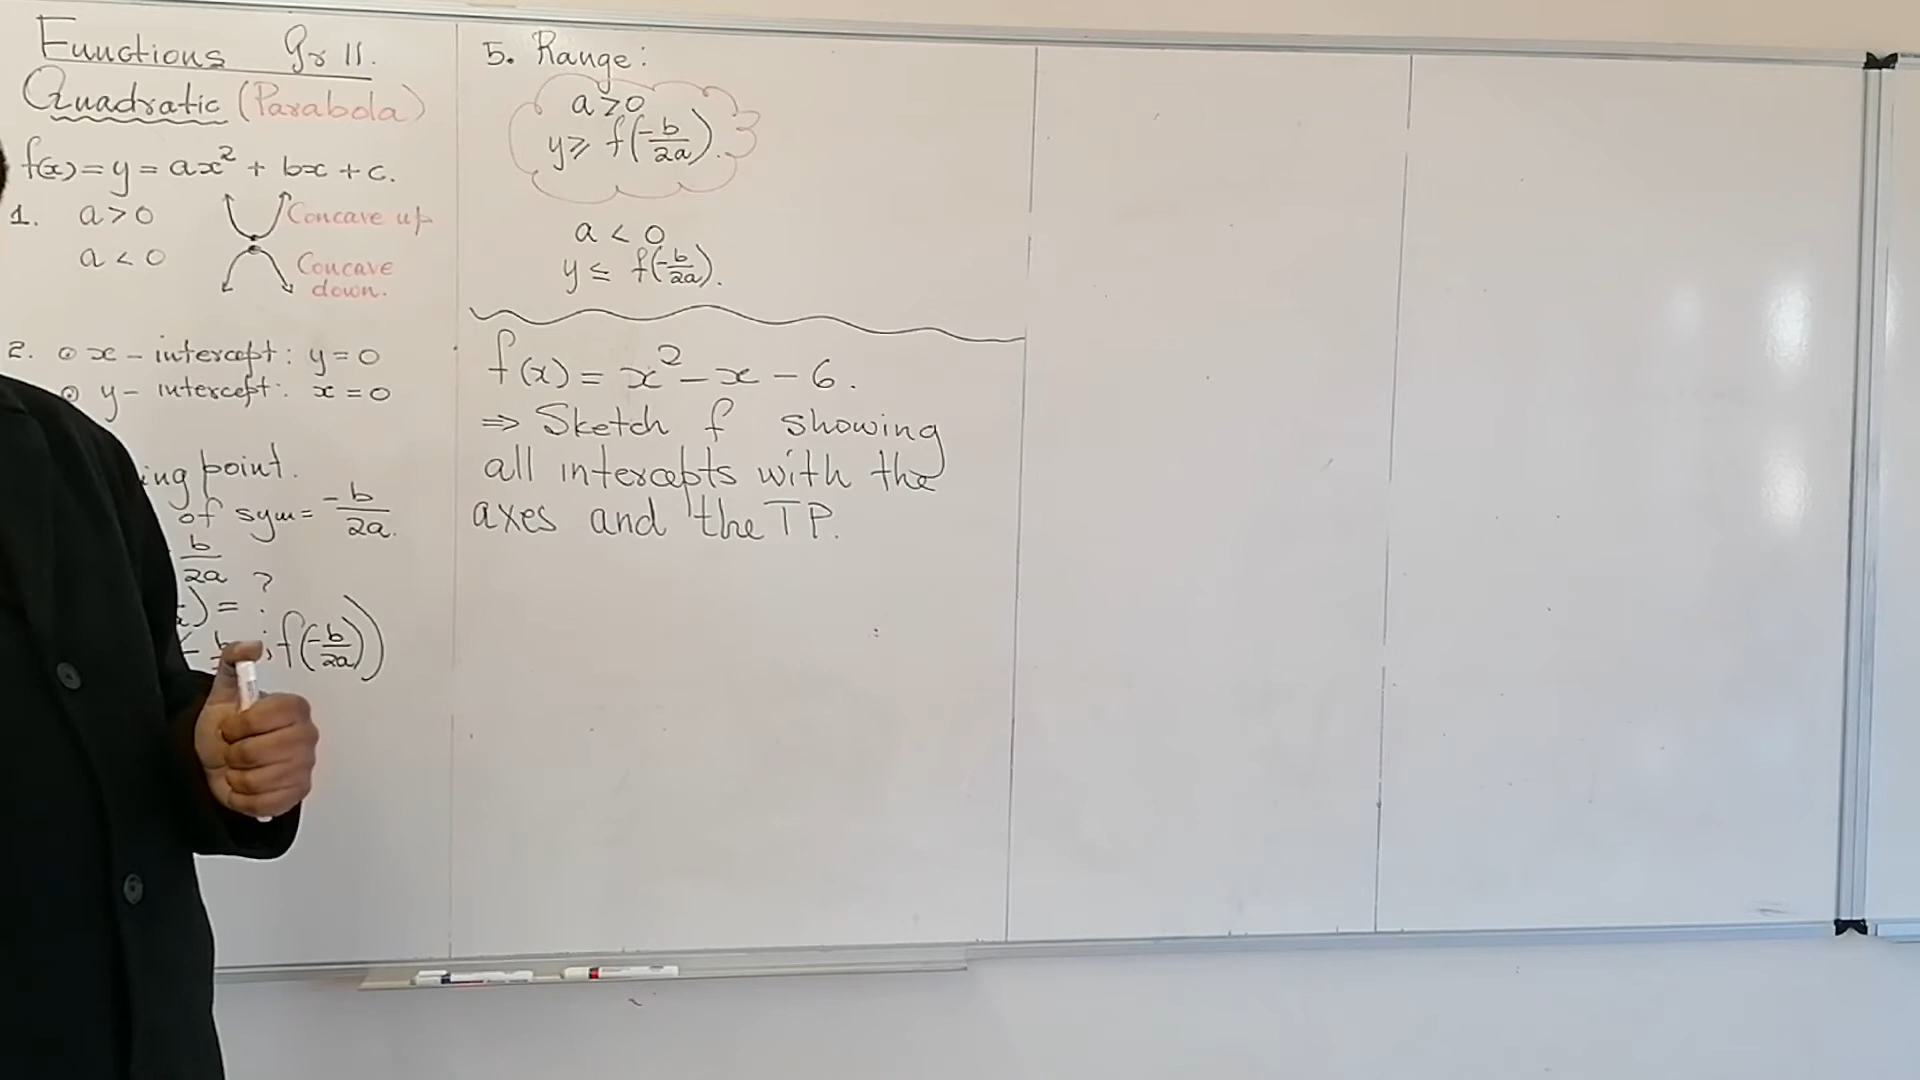 Functions Gr 11.
Quadratic (Parabola)
f(x) = y = ax² + bx + c.
1. a > 0 Concave up
a < 0 Concave down.
2. ⊙ x - intercept: y = 0
⊙ y - intercept: x = 0
ing point.
of sym = -b/2a.
b/2a
) = ?
; f(-b/2a))
5. Range:
a > 0
y ≥ f(-b/2a).
a < 0
y ≤ f(-b/2a).
f(x) = x² - x - 6.
⇒ Sketch f showing
all intercepts with the
axes and the TP.